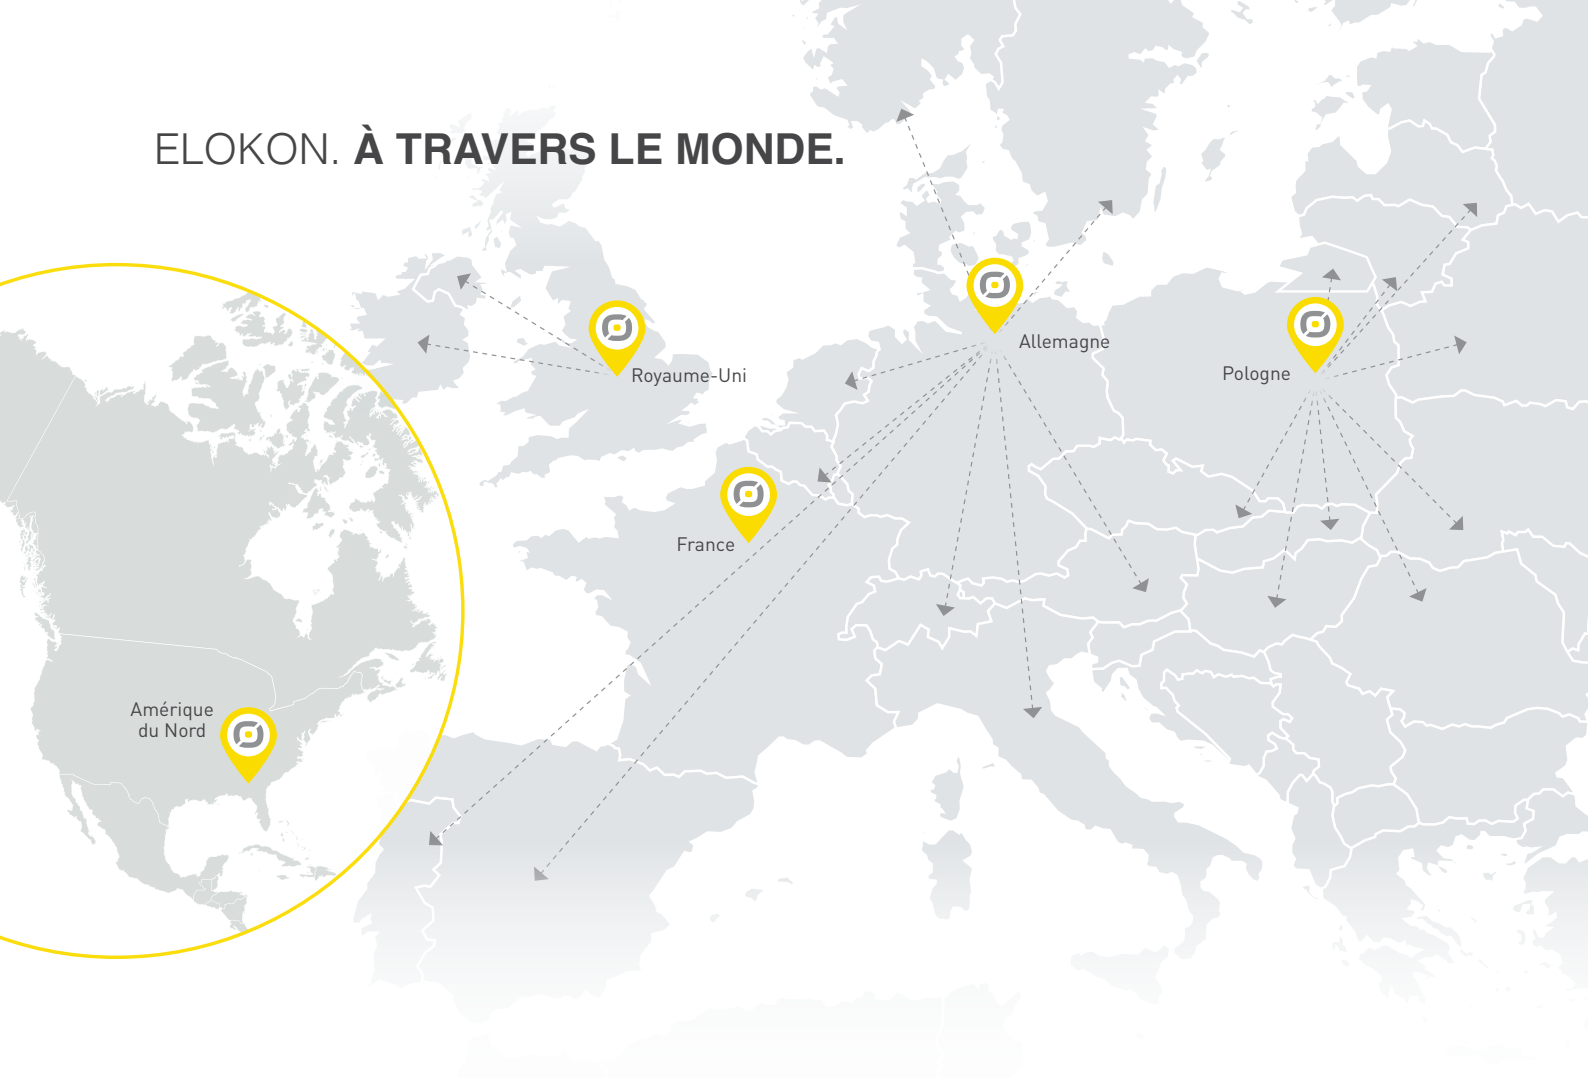 ELOKON. À TRAVERS LE MONDE.
Allemagne
Royaume-Uni
Pologne
France
Amérique
du Nord